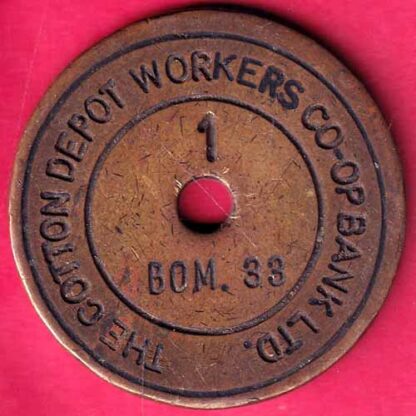 THE COTTON DEPOT WORKERS CO-OP BANK LTD.
1
BOM. 33